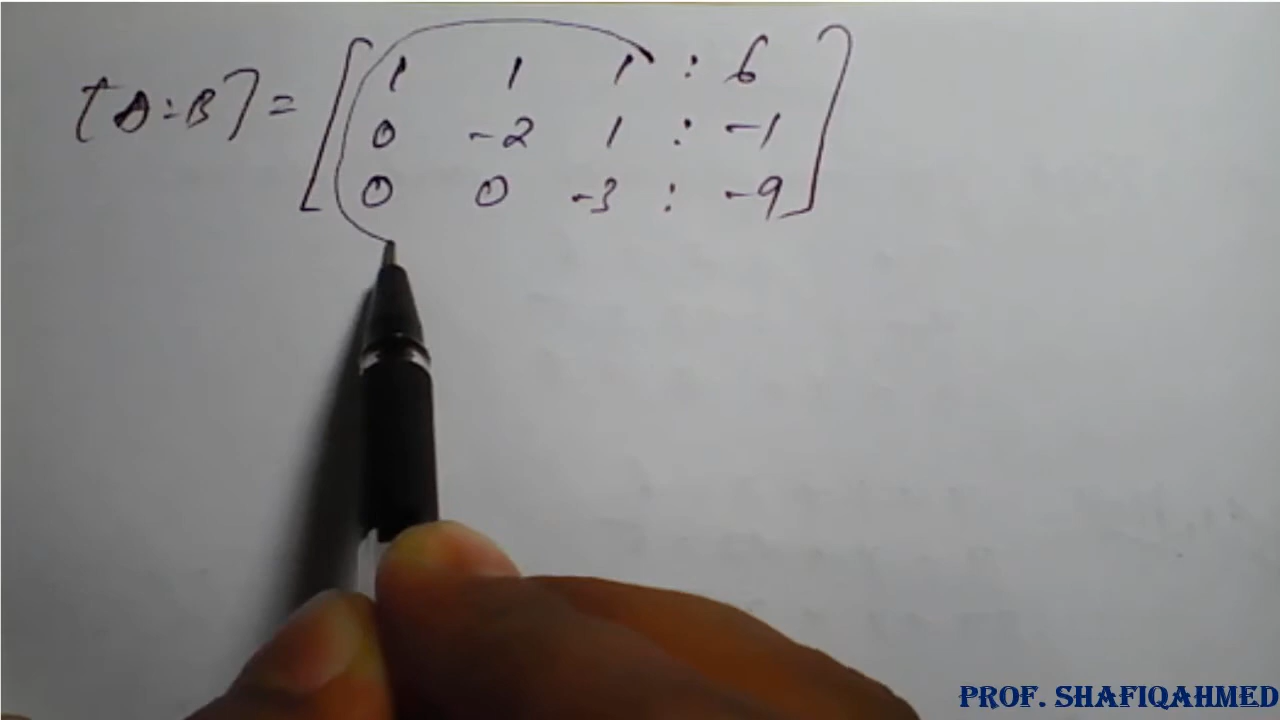 [A:B] = [ 1 1 1 : 6
0 -2 1 : -1
0 0 -3 : -9 ]
PROF. SHAFIQAHMED